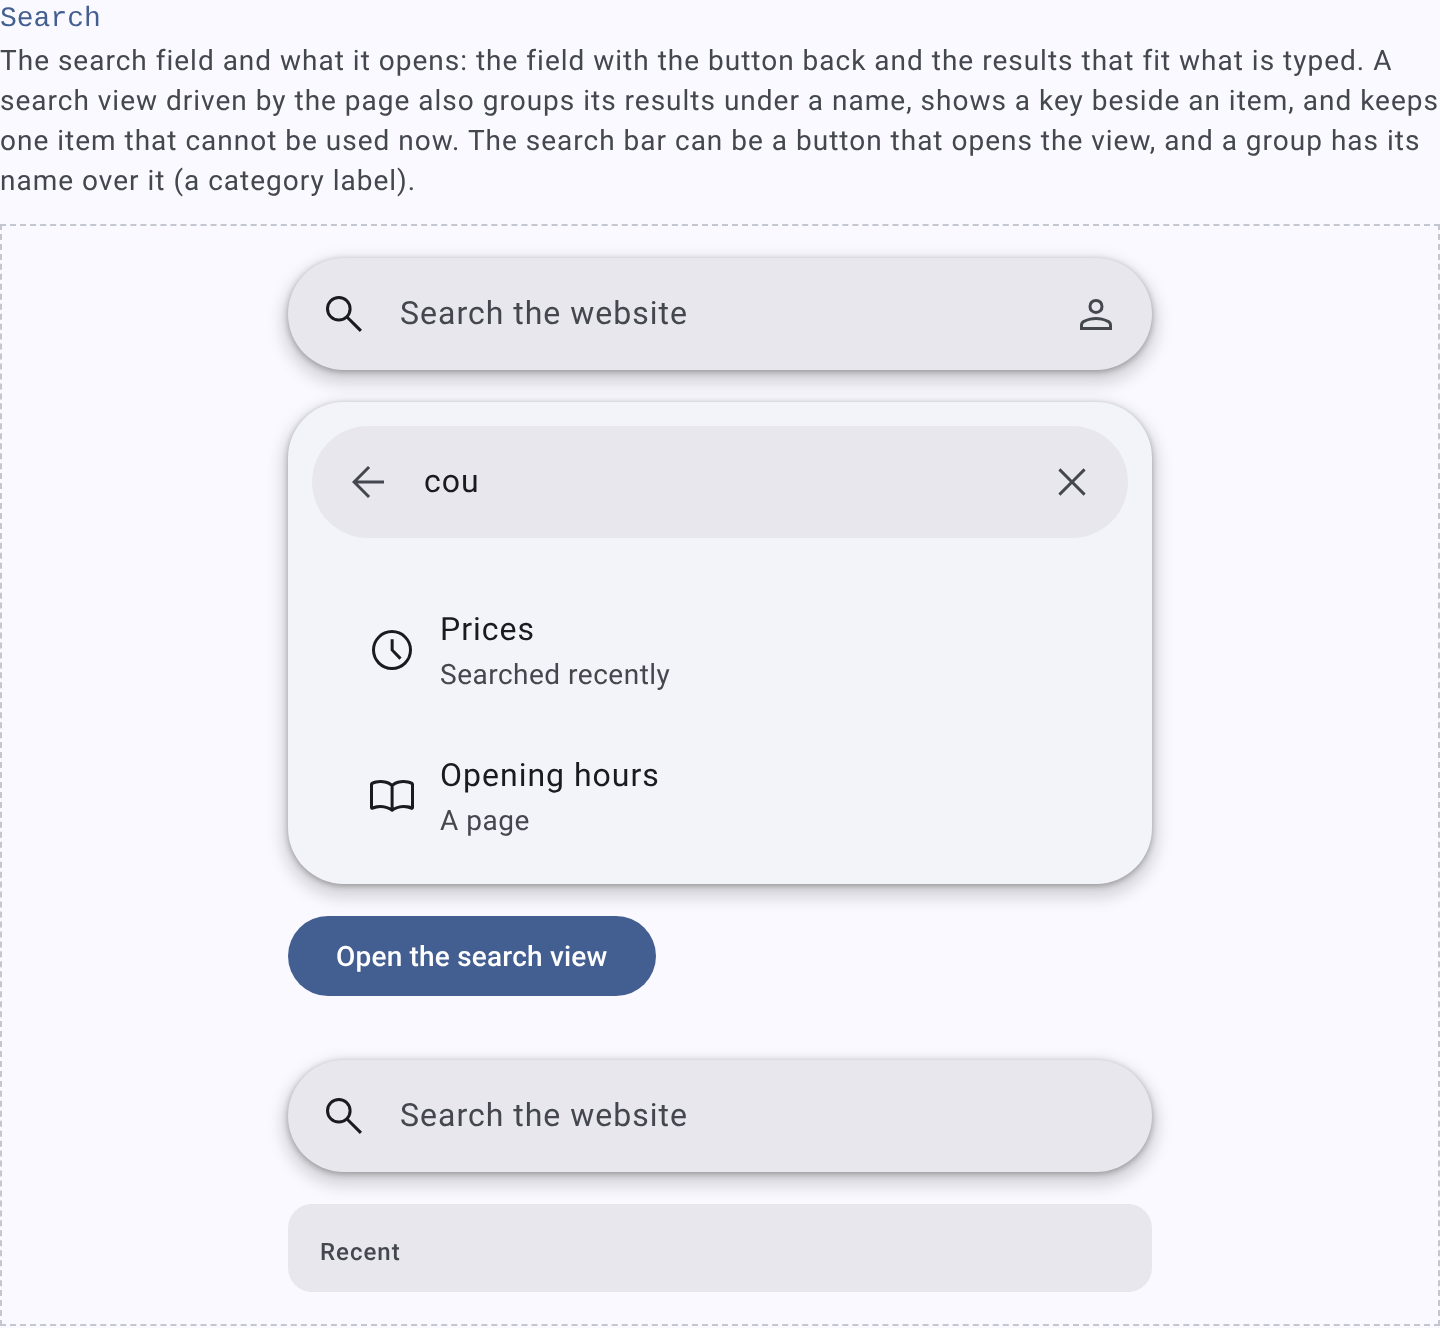 Search
The search field and what it opens: the field with the button back and the results that fit what is typed. A
search view driven by the page also groups its results under a name, shows a key beside an item, and keeps
one item that cannot be used now. The search bar can be a button that opens the view, and a group has its
name over it (a category label).
Search the website
cou
Prices
Searched recently
Opening hours
A page
Open the search view
Search the website
Recent